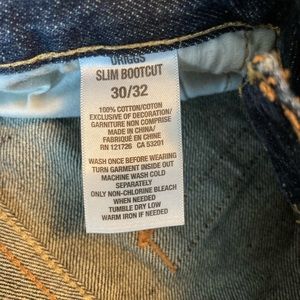 DRIGGS
SLIM BOOTCUT
30/32
100% COTTON/COTON
EXCLUSIVE OF DECORATION/
GARNITURE NON COMPRISE
MADE IN CHINA/
FABRIQUÉ EN CHINE
RN 121726 CA 53201
WASH ONCE BEFORE WEARING
TURN GARMENT INSIDE OUT
MACHINE WASH COLD
SEPARATELY
ONLY NON-CHLORINE BLEACH
WHEN NEEDED
TUMBLE DRY LOW
WARM IRON IF NEEDED